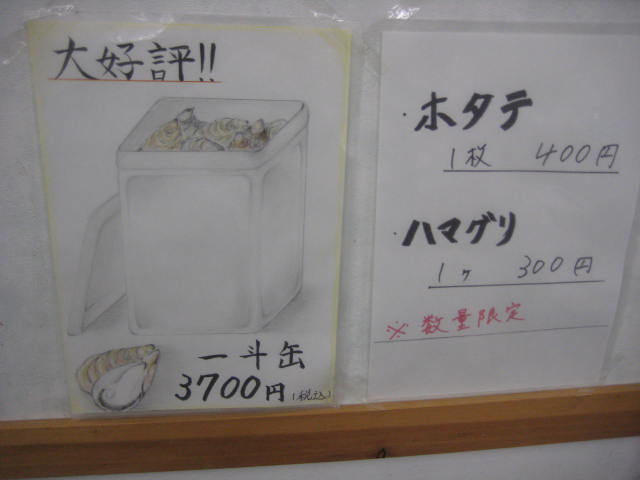 大好評!!
一斗缶
3700円(税込)
・ホタテ
1枚 400円
・ハマグリ
1ヶ 300円
※数量限定